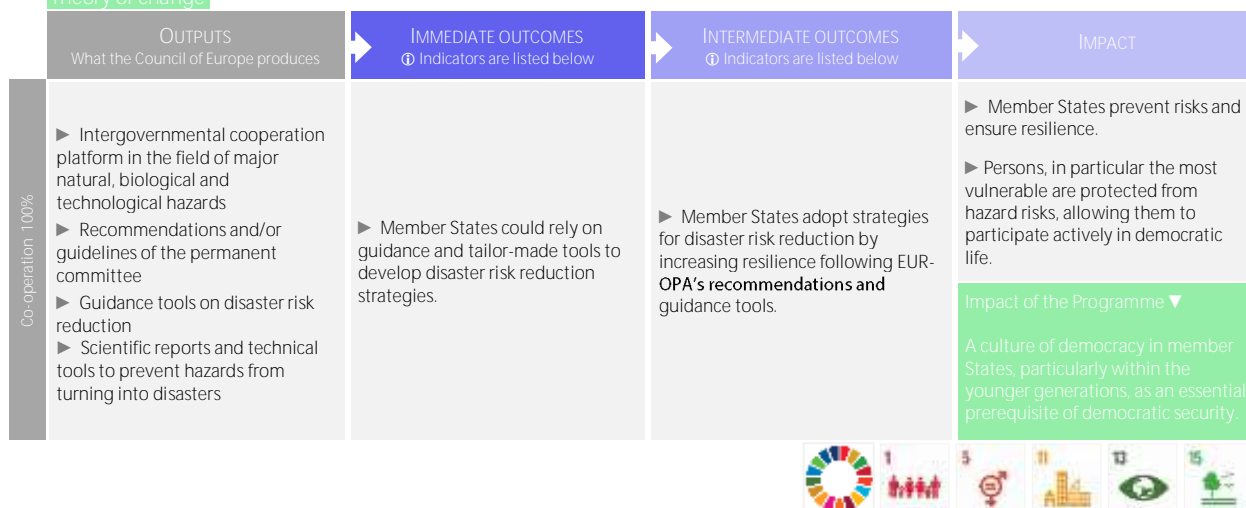 Theory of change
OUTPUTS
What the Council of Europe produces
IMMEDIATE OUTCOMES
ⓘ Indicators are listed below
INTERMEDIATE OUTCOMES
ⓘ Indicators are listed below
IMPACT
Co-operation 100%
► Intergovernmental cooperation
platform in the field of major
natural, biological and
technological hazards
► Recommendations and/or
guidelines of the permanent
committee
► Guidance tools on disaster risk
reduction
► Scientific reports and technical
tools to prevent hazards from
turning into disasters
► Member States could rely on
guidance and tailor-made tools to
develop disaster risk reduction
strategies.
► Member States adopt strategies
for disaster risk reduction by
increasing resilience following EUR-
OPA's recommendations and
guidance tools.
► Member States prevent risks and
ensure resilience.
► Persons, in particular the most
vulnerable are protected from
hazard risks, allowing them to
participate actively in democratic
life.
Impact of the Programme ▼
A culture of democracy in member
States, particularly within the
younger generations, as an essential
prerequisite of democratic security.
1
5
11
13
15